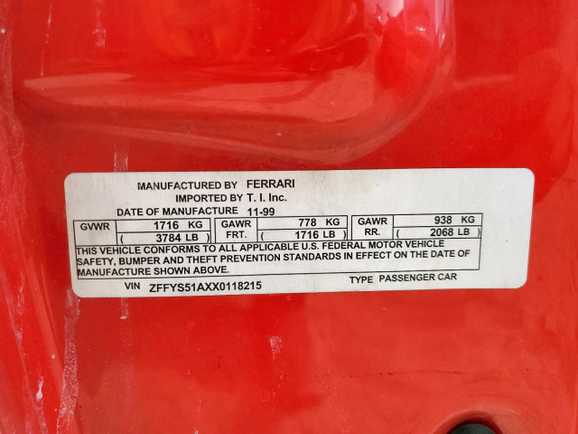 MANUFACTURED BY FERRARI
IMPORTED BY T. I. Inc.
DATE OF MANUFACTURE 11-99
GVWR 1716 KG GAWR 778 KG GAWR 938 KG
( 3784 LB ) FRT. ( 1716 LB ) RR. ( 2068 LB )
THIS VEHICLE CONFORMS TO ALL APPLICABLE U.S. FEDERAL MOTOR VEHICLE
SAFETY, BUMPER AND THEFT PREVENTION STANDARDS IN EFFECT ON THE DATE OF
MANUFACTURE SHOWN ABOVE.
VIN ZFFYS51AXX0118215 TYPE PASSENGER CAR